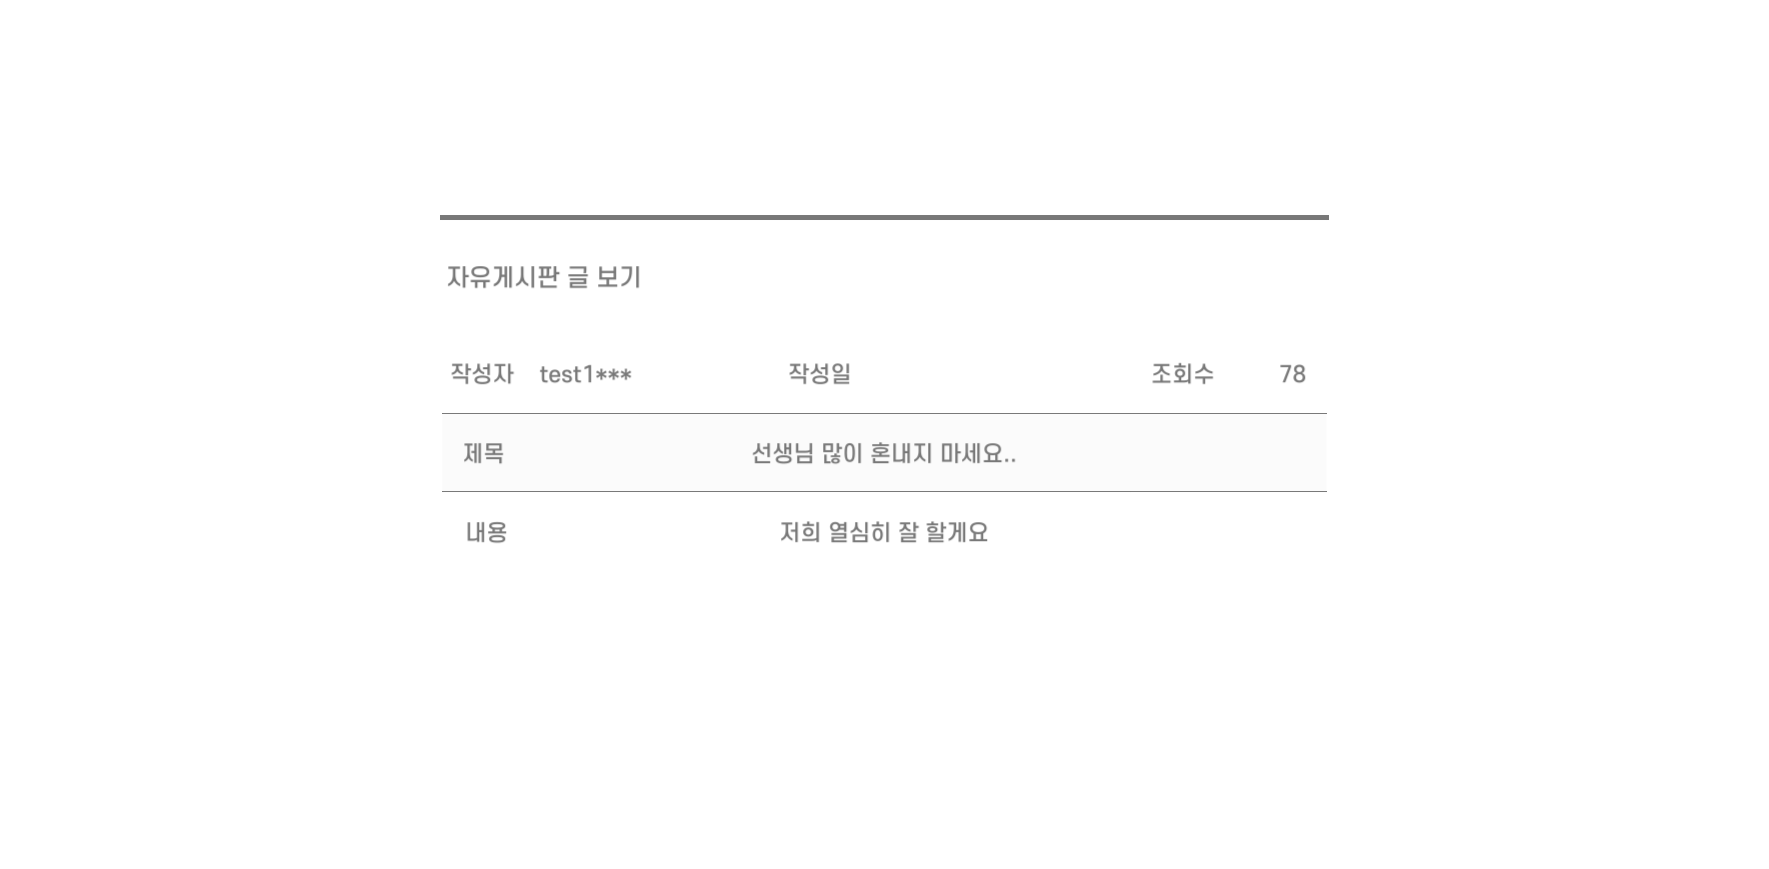 자유게시판 글 보기
작성자 test1*** 작성일 조회수 78
제목 선생님 많이 혼내지 마세요..
내용 저희 열심히 잘 할게요